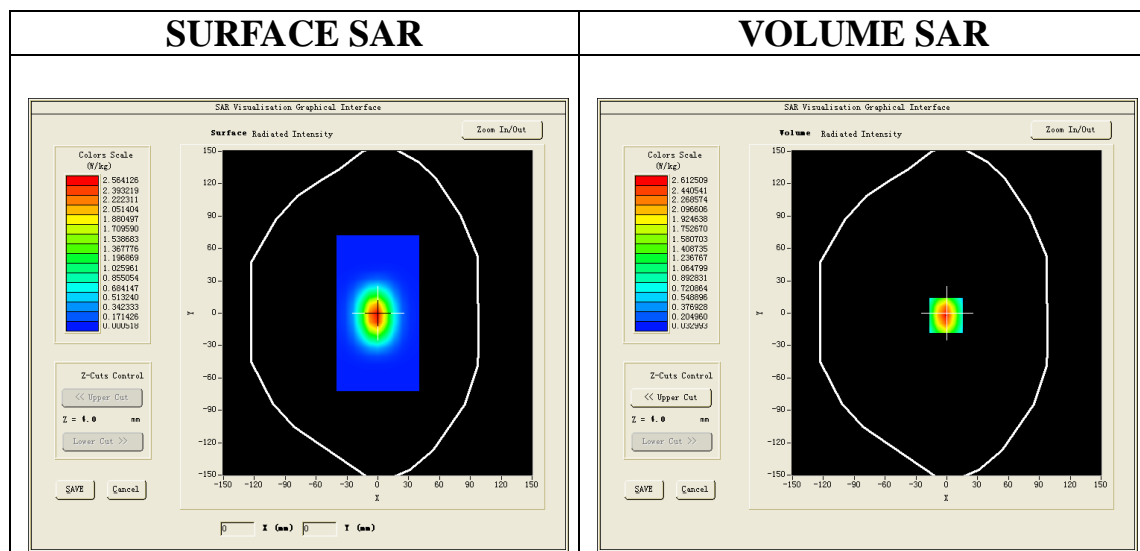 SURFACE SAR
SAR Visualisation Graphical Interface
Surface Radiated Intensity
Zoom In/Out
Colors Scale
(W/kg)
2.564126
2.393219
2.222311
2.051404
1.880497
1.709590
1.538683
1.367776
1.196869
1.025961
0.855054
0.684147
0.513240
0.342333
0.171426
0.000518
Z-Cuts Control
<< Upper Cut
Z = 4.0 mm
Lower Cut >>
SAVE Cancel
150
120
90
60
30
0
-30
-60
-90
-120
-150
Y
-150 -120 -90 -60 -30 0 30 60 90 120 150
X
0 X (mm) 0 Y (mm)
VOLUME SAR
SAR Visualisation Graphical Interface
Volume Radiated Intensity
Zoom In/Out
Colors Scale
(W/kg)
2.612509
2.440541
2.268574
2.096606
1.924638
1.752670
1.580703
1.408735
1.236767
1.064799
0.892831
0.720864
0.548896
0.376928
0.204960
0.032993
Z-Cuts Control
<< Upper Cut
Z = 4.0 mm
Lower Cut >>
SAVE Cancel
150
120
90
60
30
0
-30
-60
-90
-120
-150
Y
-150 -120 -90 -60 -30 0 30 60 90 120 150
X